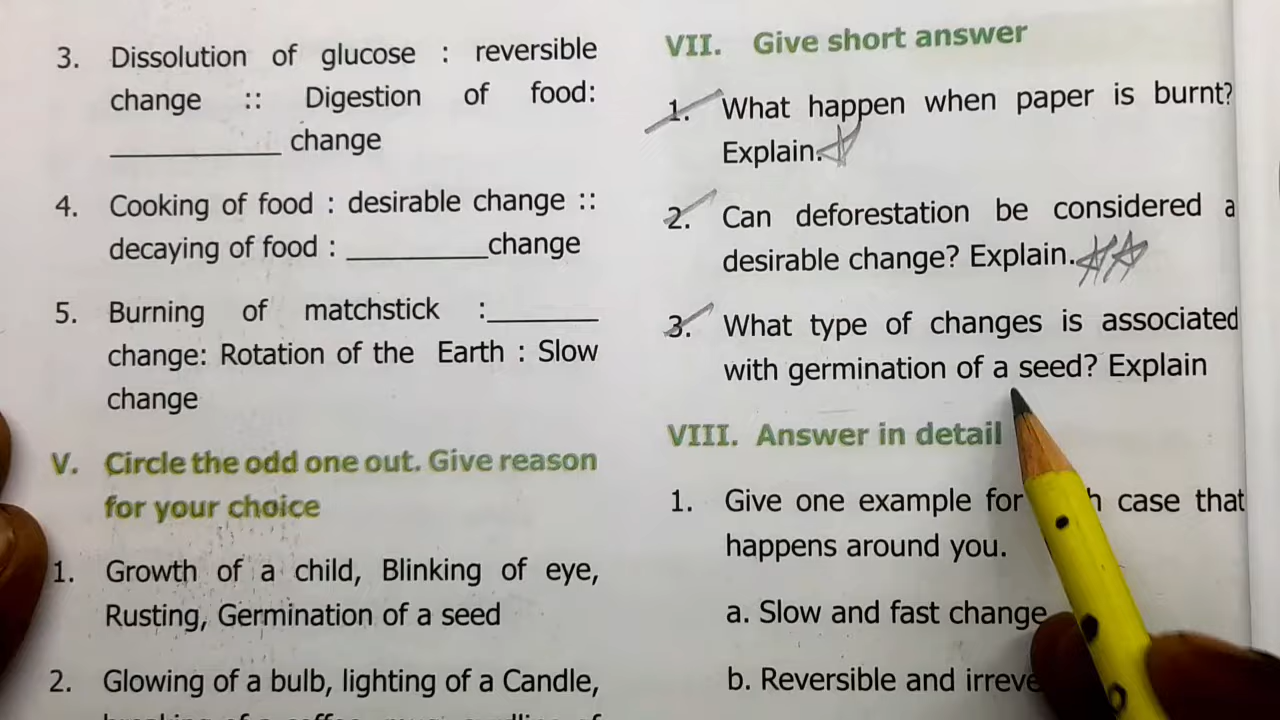 3. Dissolution of glucose : reversible
change :: Digestion of food:
____________ change
4. Cooking of food : desirable change ::
decaying of food : __________change
5. Burning of matchstick :________
change: Rotation of the Earth : Slow
change
V. Circle the odd one out. Give reason
for your choice
1. Growth of a child, Blinking of eye,
Rusting, Germination of a seed
2. Glowing of a bulb, lighting of a Candle,
VII. Give short answer
1. What happen when paper is burnt?
Explain.
2. Can deforestation be considered a
desirable change? Explain.
3. What type of changes is associated
with germination of a seed? Explain
VIII. Answer in detail
1. Give one example for case that
happens around you.
a. Slow and fast change
b. Reversible and